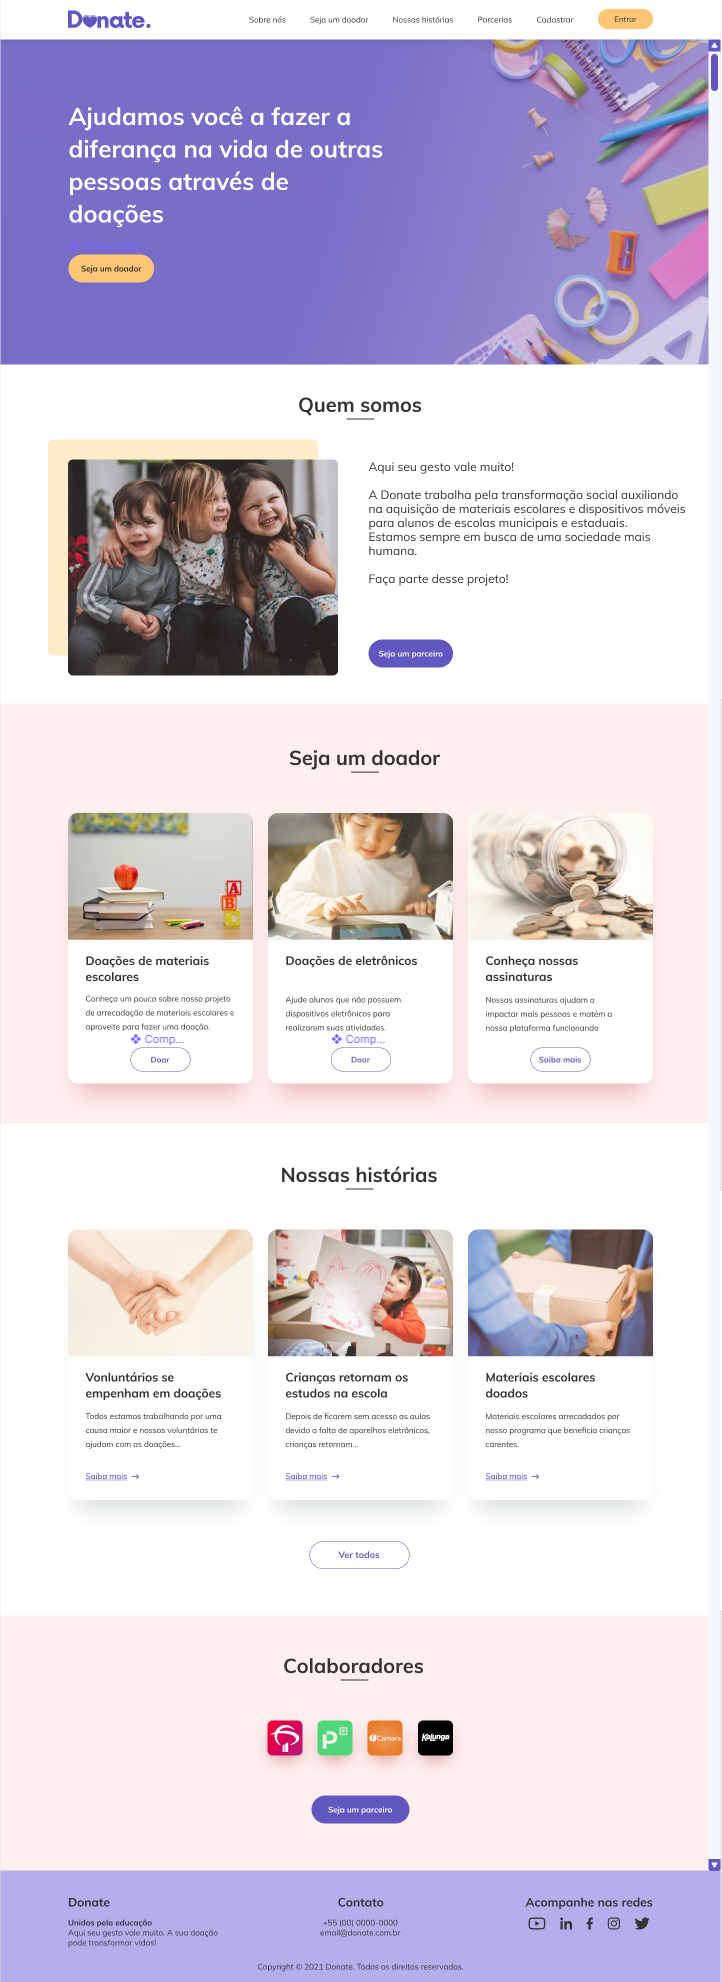 Donate.
Sobre nós
Seja um doador
Nossas histórias
Parcerias
Cadastrar
Entrar
Ajudamos você a fazer a
diferança na vida de outras
pessoas através de
doações
Seja um doador
Quem somos
Aqui seu gesto vale muito!
A Donate trabalha pela transformação social auxiliando
na aquisição de materiais escolares e dispositivos móveis
para alunos de escolas municipais e estaduais.
Estamos sempre em busca de uma sociedade mais
humana.
Faça parte desse projeto!
Seja um parceiro
Seja um doador
A
B
C
Doações de materiais
escolares
Conheça um pouco sobre nosso projeto
de arrecadação de materiais escolares e
aproveite para fazer uma doação.
Comp...
Doar
Doações de eletrônicos
Ajude alunos que não possuem
dispositivos eletrônicos para
realizarem suas atividades.
Comp...
Doar
Conheça nossas
assinaturas
Nossas assinaturas ajudam a
impactar mais pessoas e matém a
nossa plataforma funcionando
Saiba mais
Nossas histórias
Vonluntários se
empenham em doações
Todos estamos trabalhando por uma
causa maior e nossos voluntários te
ajudam com as doações...
Saiba mais →
Crianças retornam os
estudos na escola
Depois de ficarem sem acesso as aulas
devido a falta de aparelhos eletrônicos,
crianças retornam...
Saiba mais →
Materiais escolares
doados
Materiais escolares arrecadados por
nosso programa que beneficia crianças
carentes.
Saiba mais →
Ver todos
Colaboradores
P
Camara
Kalunga
Seja um parceiro
Donate
Unidos pela educação
Aqui seu gesto vale muito. A sua doação
pode transformar vidas!
Contato
+55 (00) 0000-0000
email@donate.com.br
Acompanhe nas redes
Copyright © 2021 Donate. Todos os direitos reservados.